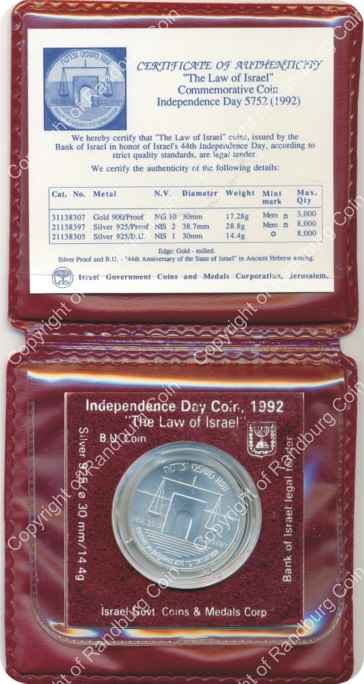 CERTIFICATE OF AUTHENTICITY
"The Law of Israel"
Commemorative Coin
Independence Day 5752 (1992)
We hereby certify that "The Law of Israel" coins, issued by the
Bank of Israel in honor of Israel's 44th Independence Day, according to
strict quality standards, are legal tender.
We certify the authenticity of the following details:
Cat. No. Metal N.V. Diameter Weight Mint mark Max. Qty
31138307 Gold 900/Proof NIS 10 30mm 17.28g Mem מ 5,000
21138397 Silver 925/Proof NIS 2 38.7mm 28.8g Mem מ 8,000
21138305 Silver 925/B.U. NIS 1 30mm 14.4g 8,000
Edge: Gold - milled.
Silver Proof and B.U. - "44th Anniversary of the State of Israel" in Ancient Hebrew writing.
Israel Government Coins and Medals Corporation, Jerusalem.
Independence Day Coin, 1992
"The Law of Israel"
B.U. Coin
Silver 925 ø 30 mm/14.4g
Bank of Israel legal tender
Israel Govt. Coins & Medals Corp
Copyright of Randburg Coin